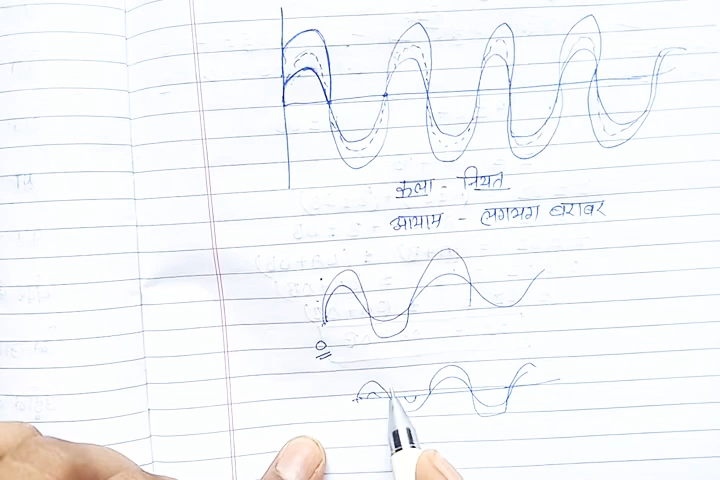 कला - नियत
आयाम - लगभग बराबर